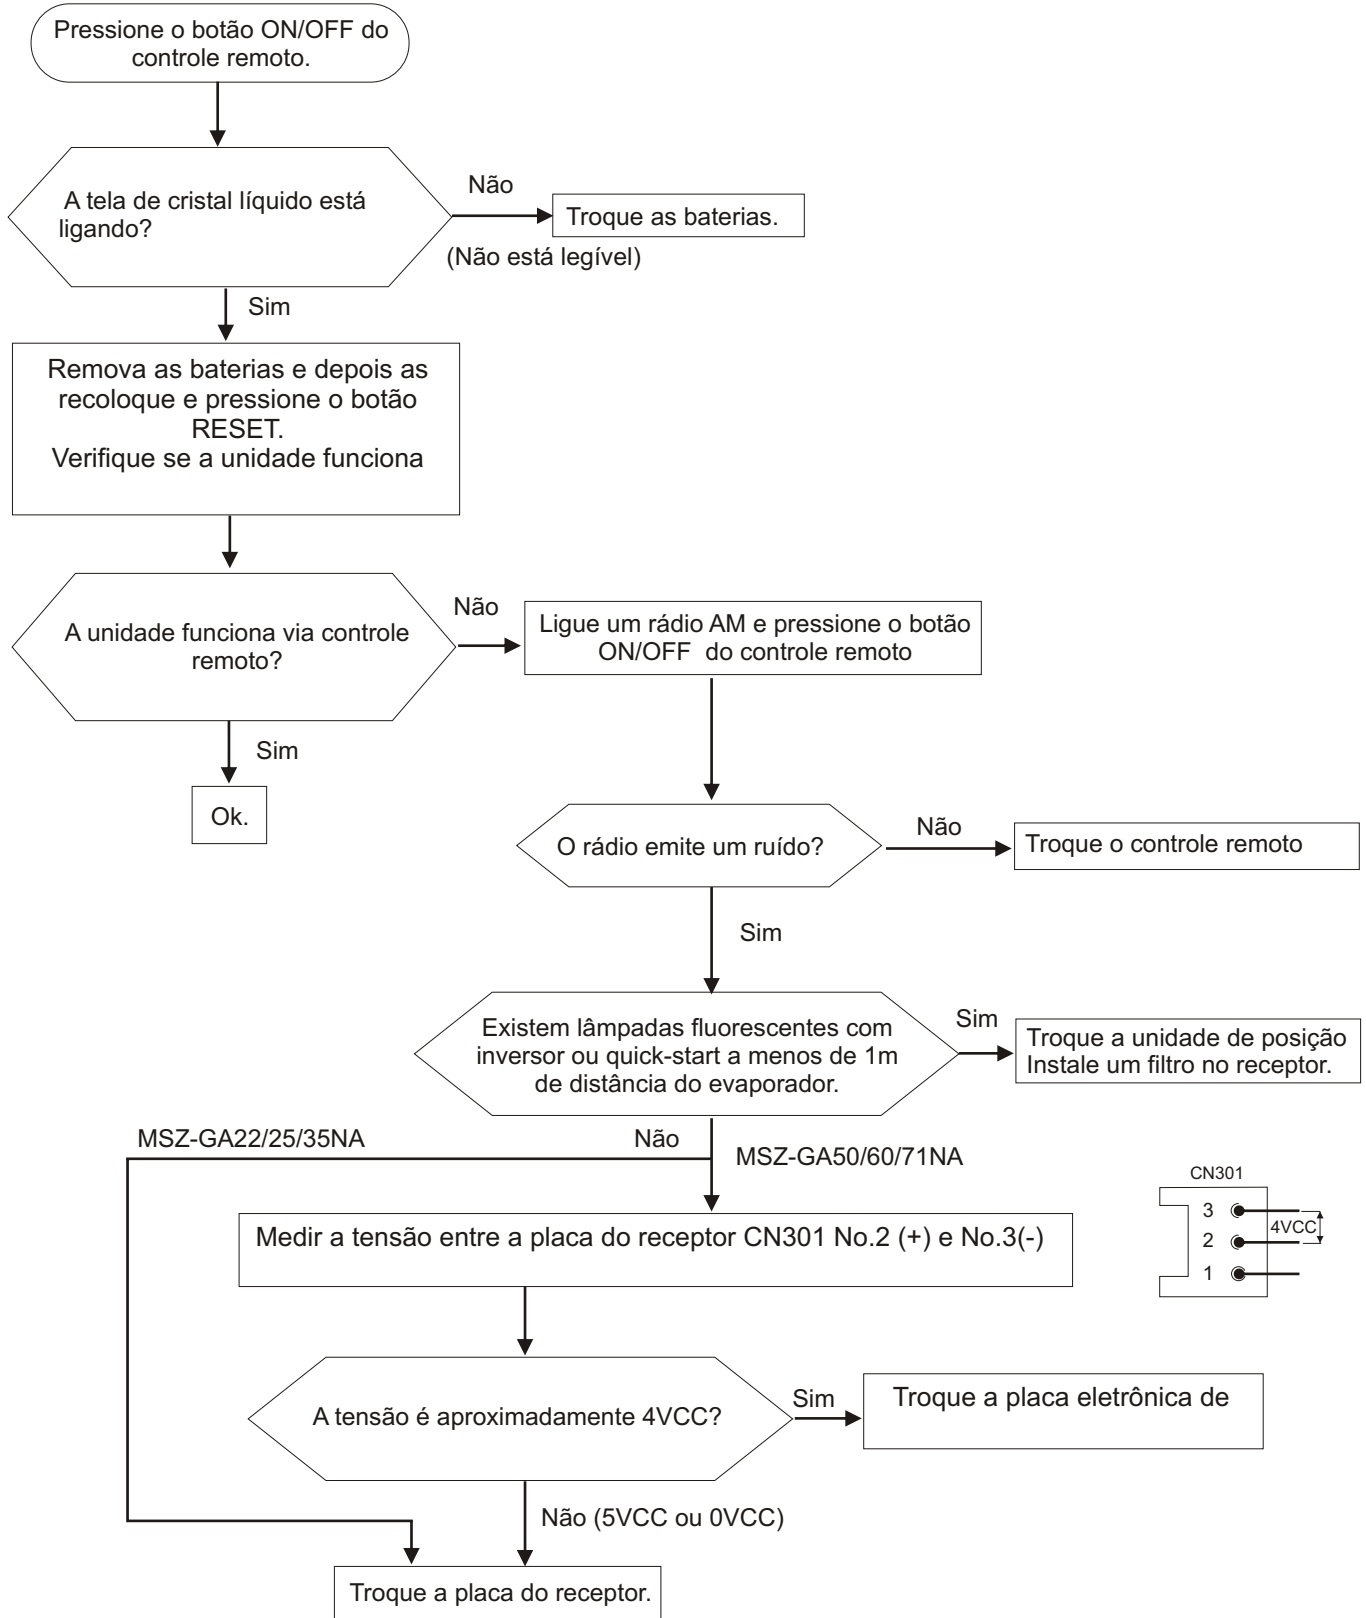 Pressione o botão ON/OFF do
controle remoto.
A tela de cristal líquido está
ligando?
Não
Troque as baterias.
(Não está legível)
Sim
Remova as baterias e depois as
recoloque e pressione o botão
RESET.
Verifique se a unidade funciona
A unidade funciona via controle
remoto?
Não
Ligue um rádio AM e pressione o botão
ON/OFF do controle remoto
Sim
Ok.
O rádio emite um ruído?
Não
Troque o controle remoto
Sim
Existem lâmpadas fluorescentes com
inversor ou quick-start a menos de 1m
de distância do evaporador.
Sim
Troque a unidade de posição
Instale um filtro no receptor.
MSZ-GA22/25/35NA
Não
MSZ-GA50/60/71NA
Medir a tensão entre a placa do receptor CN301 No.2 (+) e No.3(-)
CN301
3
4VCC
2
1
A tensão é aproximadamente 4VCC?
Sim
Troque a placa eletrônica de
Não (5VCC ou 0VCC)
Troque a placa do receptor.